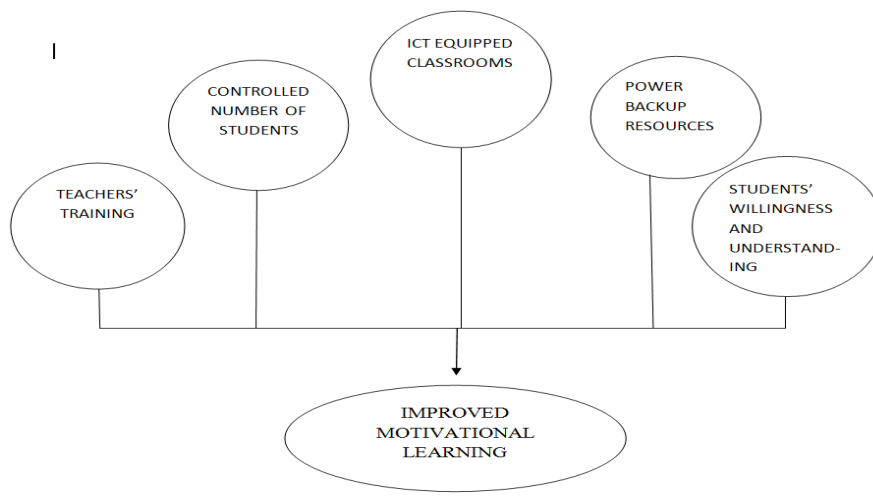 ICT EQUIPPED
CLASSROOMS
CONTROLLED
NUMBER OF
STUDENTS
POWER
BACKUP
RESOURCES
TEACHERS’
TRAINING
STUDENTS’
WILLINGNESS
AND
UNDERSTAND-
ING
IMPROVED
MOTIVATIONAL
LEARNING